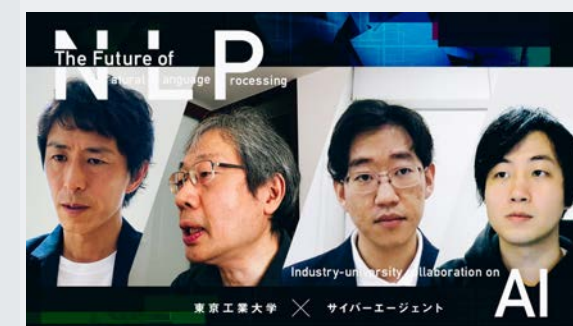 The Future of
NLP
Natural Language Processing
Industry-university collaboration on
AI
東京工業大学 × サイバーエージェント